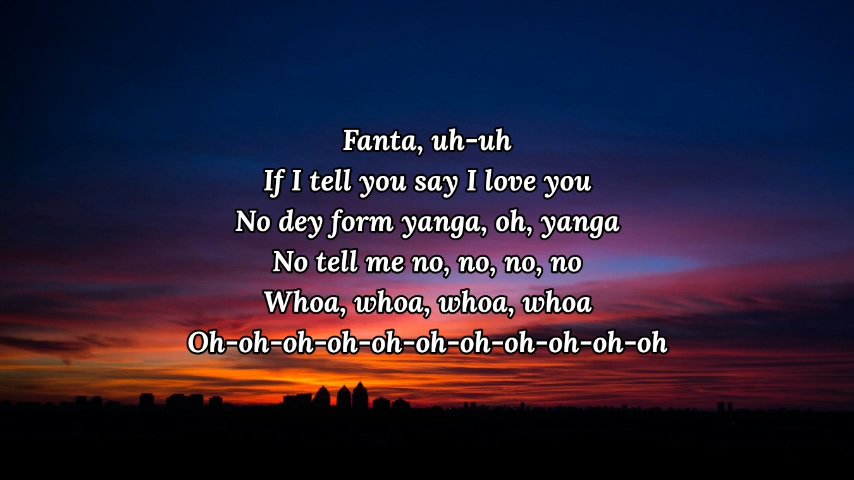 Fanta, uh-uh
If I tell you say I love you
No dey form yanga, oh, yanga
No tell me no, no, no, no
Whoa, whoa, whoa, whoa
Oh-oh-oh-oh-oh-oh-oh-oh-oh-oh-oh